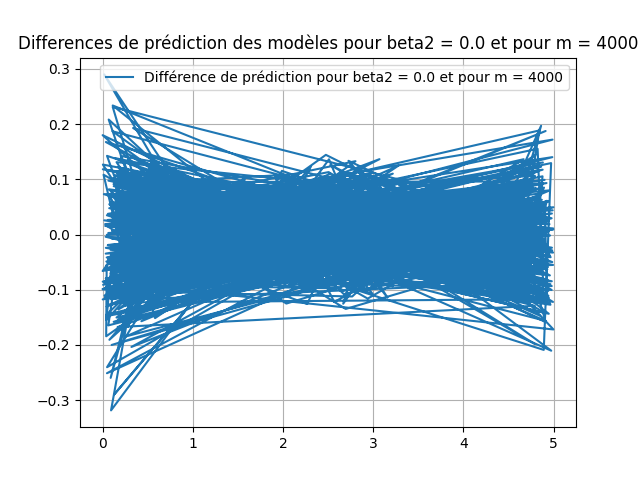 Differences de prédiction des modèles pour beta2 = 0.0 et pour m = 4000
Différence de prédiction pour beta2 = 0.0 et pour m = 4000
0.3
0.2
0.1
0.0
−0.1
−0.2
−0.3
0 1 2 3 4 5